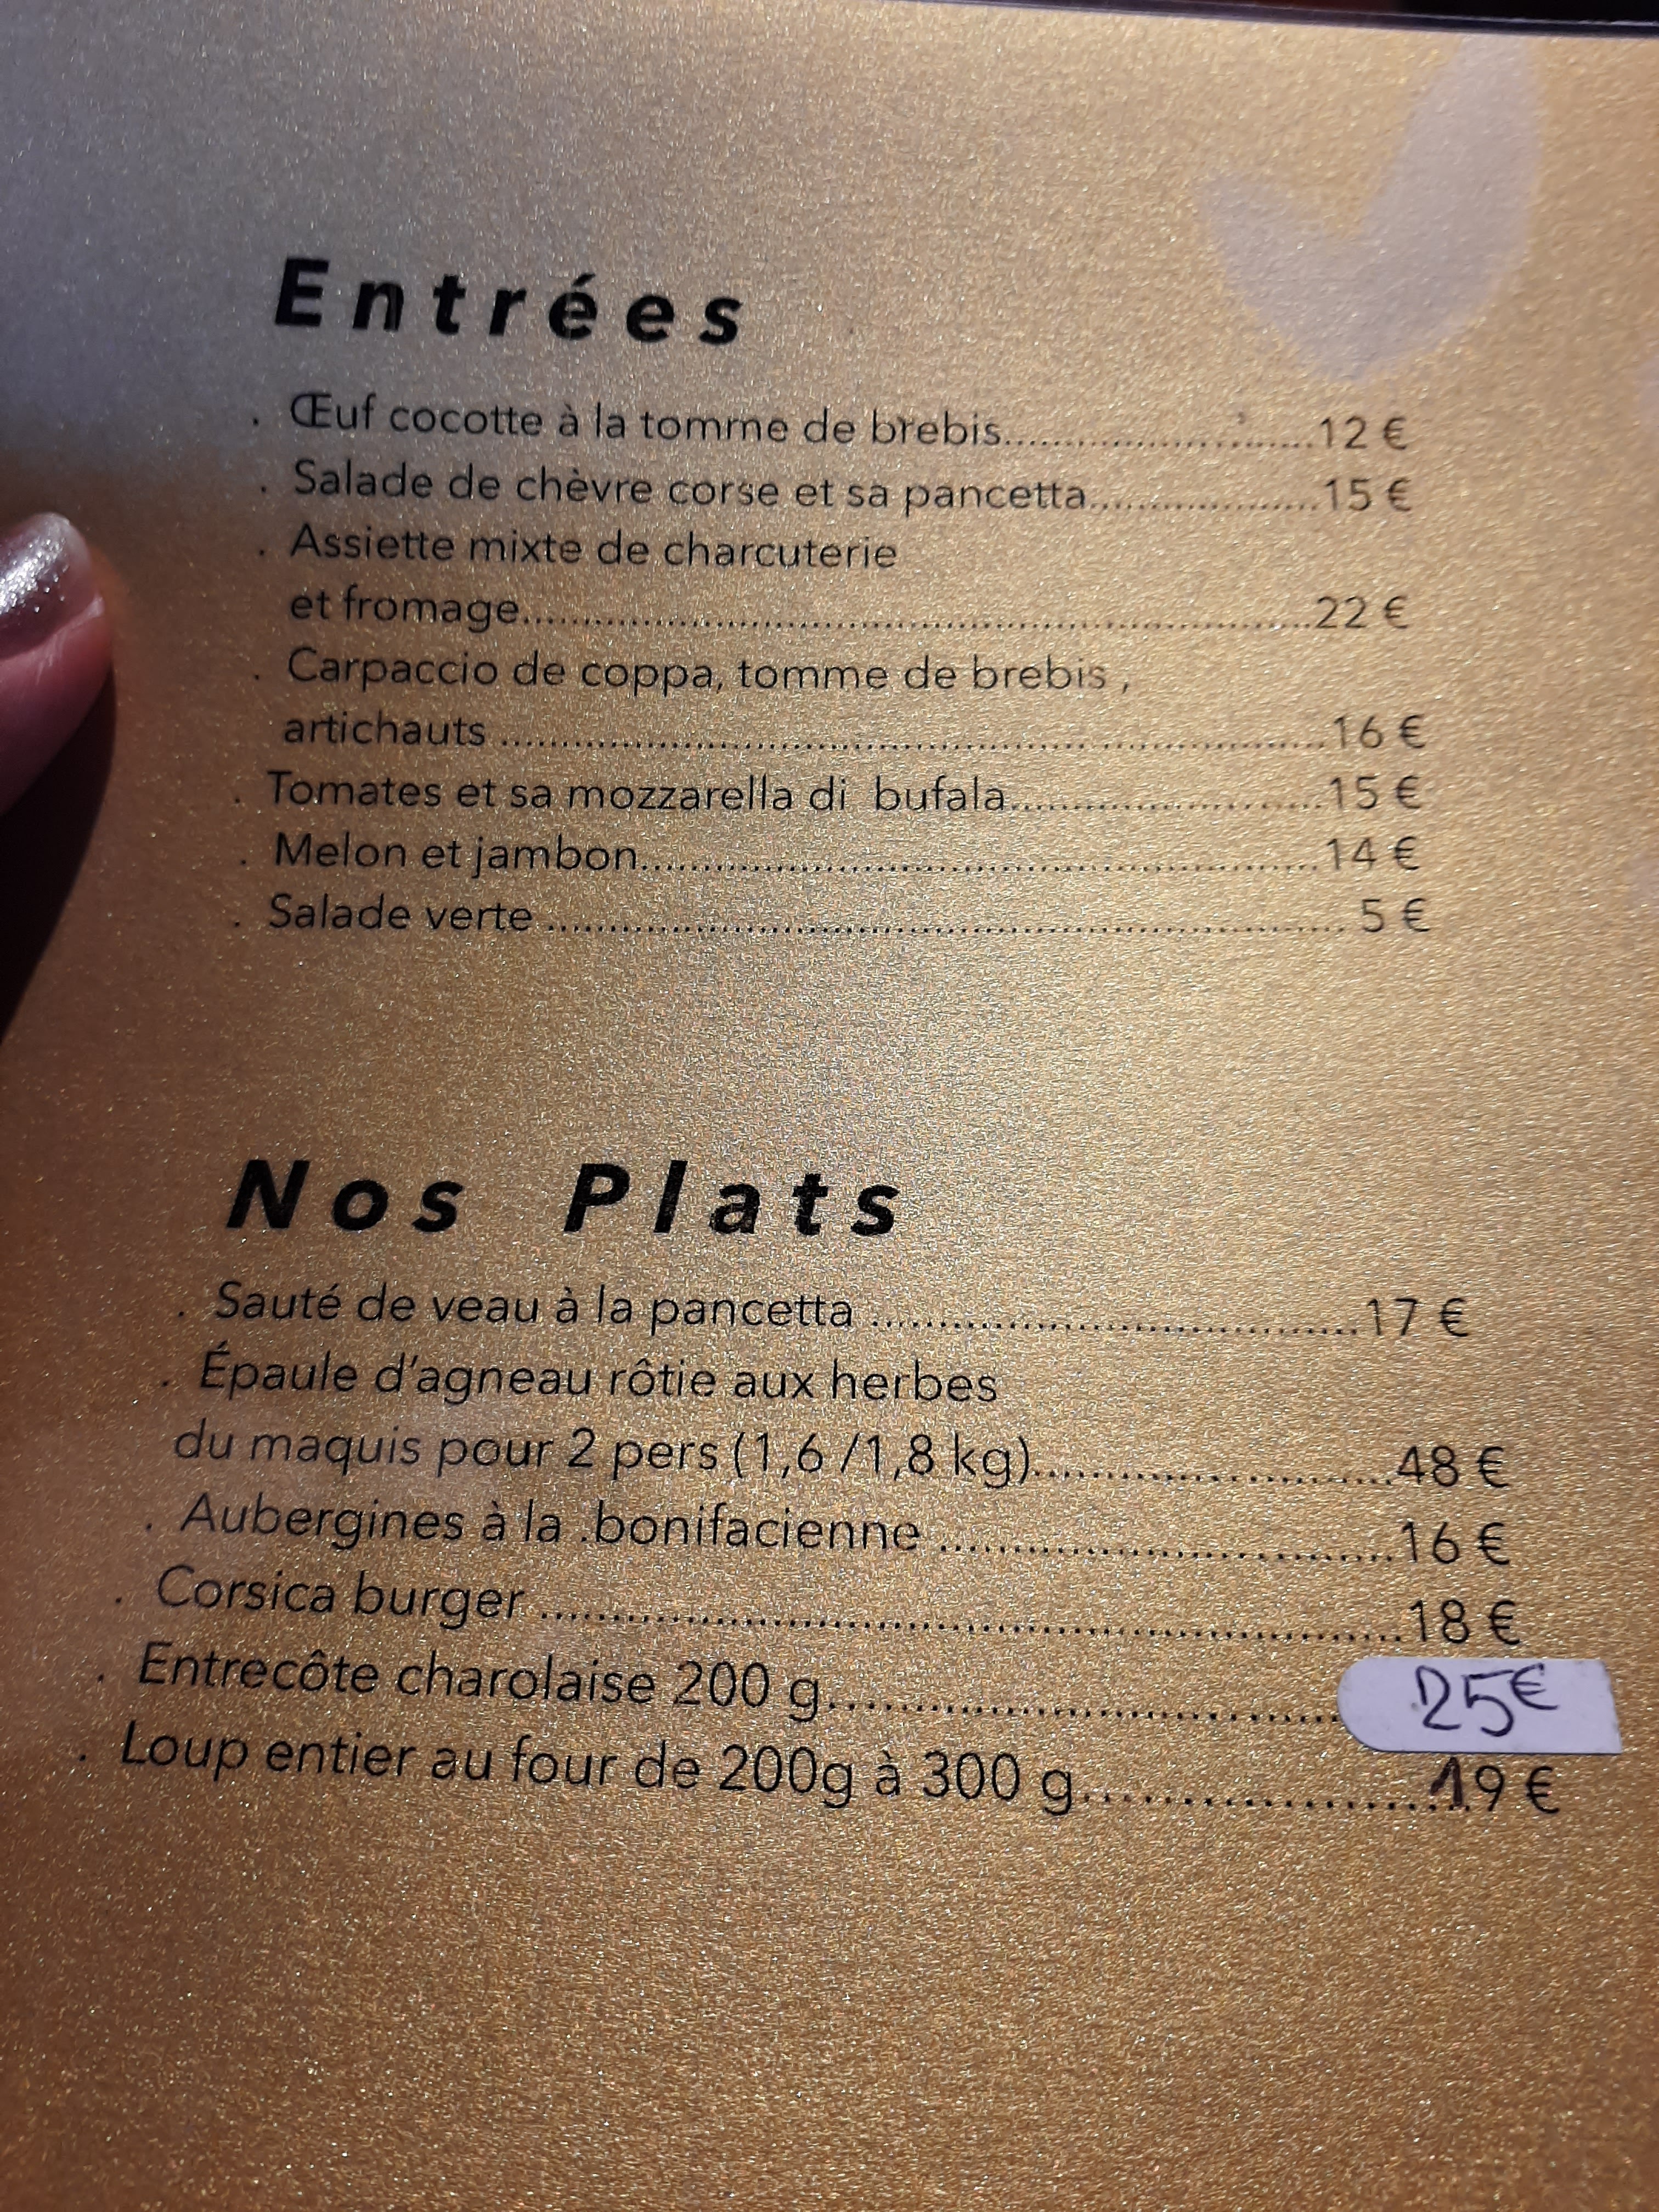 Entrées
. Œuf cocotte à la tomme de brebis....................12 €
. Salade de chèvre corse et sa pancetta...................15 €
. Assiette mixte de charcuterie
et fromage..................................................................22 €
. Carpaccio de coppa, tomme de brebis ,
artichauts ....................................................................16 €
. Tomates et sa mozzarella di bufala..........................15 €
. Melon et jambon........................................................14 €
. Salade verte .................................................................. 5 €
Nos Plats
. Sauté de veau à la pancetta ........................................17 €
. Épaule d'agneau rôtie aux herbes
du maquis pour 2 pers (1,6 /1,8 kg)............................48 €
. Aubergines à la .bonifacienne ...................................16 €
. Corsica burger ..............................................................18 €
. Entrecôte charolaise 200 g......................................... 25€
. Loup entier au four de 200g à 300 g........................19 €